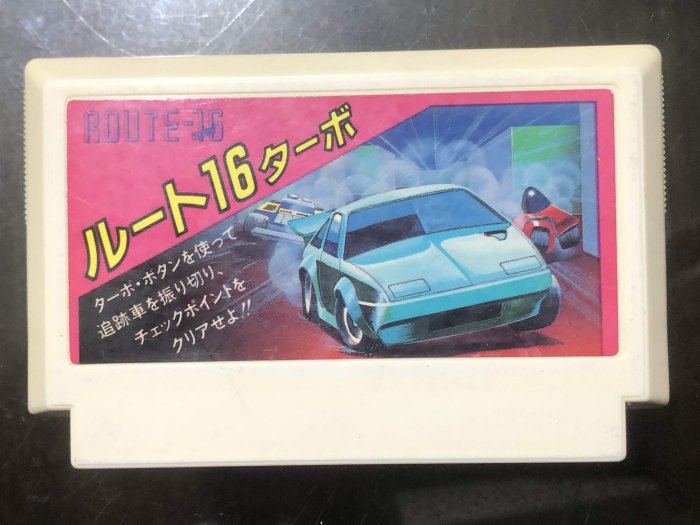 ROUTE-16
ルート16ターボ
ターボ・ボタンを使って
追跡車を振り切り、
チェックポイントを
クリアせよ!!